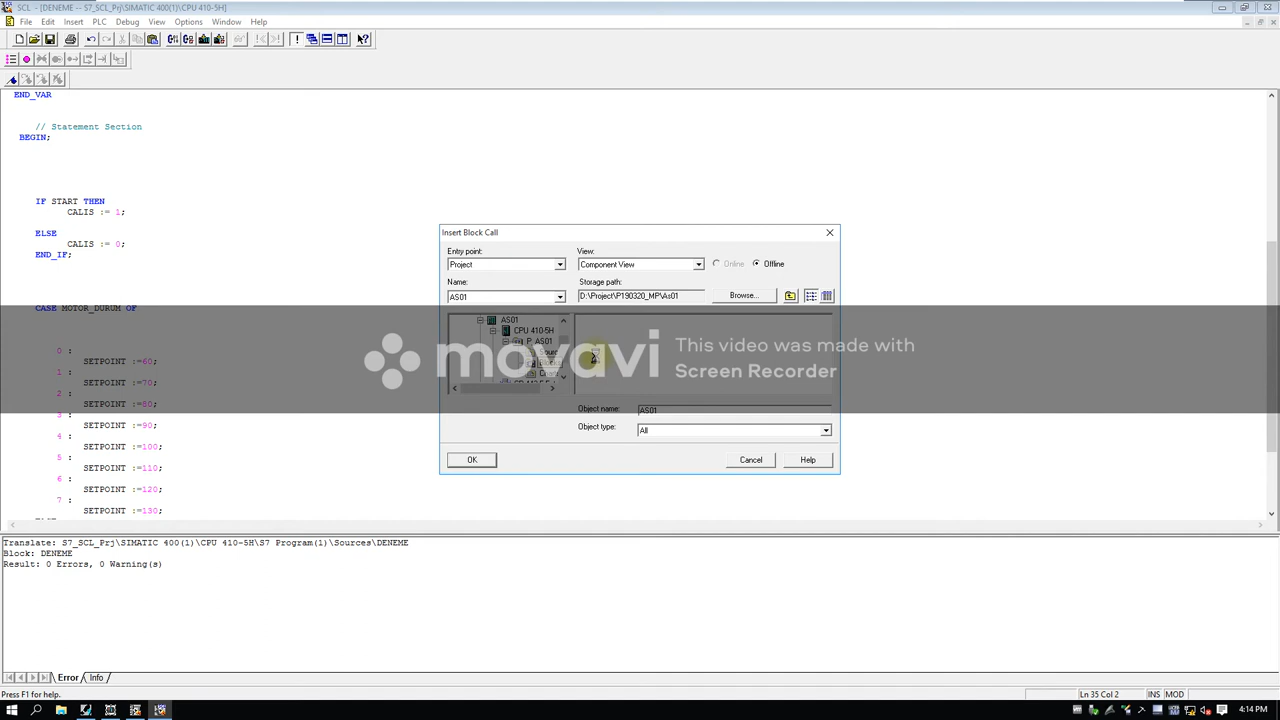 SCL - [DENEME -- S7_SCL_Prj\SIMATIC 400(1)\CPU 410-5H]
File Edit Insert PLC Debug View Options Window Help
END_VAR
// Statement Section
BEGIN;
IF START THEN
CALIS := 1;
ELSE
CALIS := 0;
END_IF;
CASE MOTOR_DURUM OF
0 :
SETPOINT :=60;
1 :
SETPOINT :=70;
2 :
SETPOINT :=80;
3 :
SETPOINT :=90;
4 :
SETPOINT :=100;
5 :
SETPOINT :=110;
6 :
SETPOINT :=120;
7 :
SETPOINT :=130;
Insert Block Call
Entry point: View:
Project Component View Online Offline
Name: Storage path:
AS01 D:\Project\P190320_MP\As01 Browse...
AS01
CPU 410-5H
P_AS01
Object name: AS01
Object type: All
OK Cancel Help
movavi
This video was made with
Screen Recorder
Translate: S7_SCL_Prj\SIMATIC 400(1)\CPU 410-5H\S7 Program(1)\Sources\DENEME
Block: DENEME
Result: 0 Errors, 0 Warning(s)
Error Info
Press F1 for help. Ln 35 Col 2 INS MOD
4:14 PM